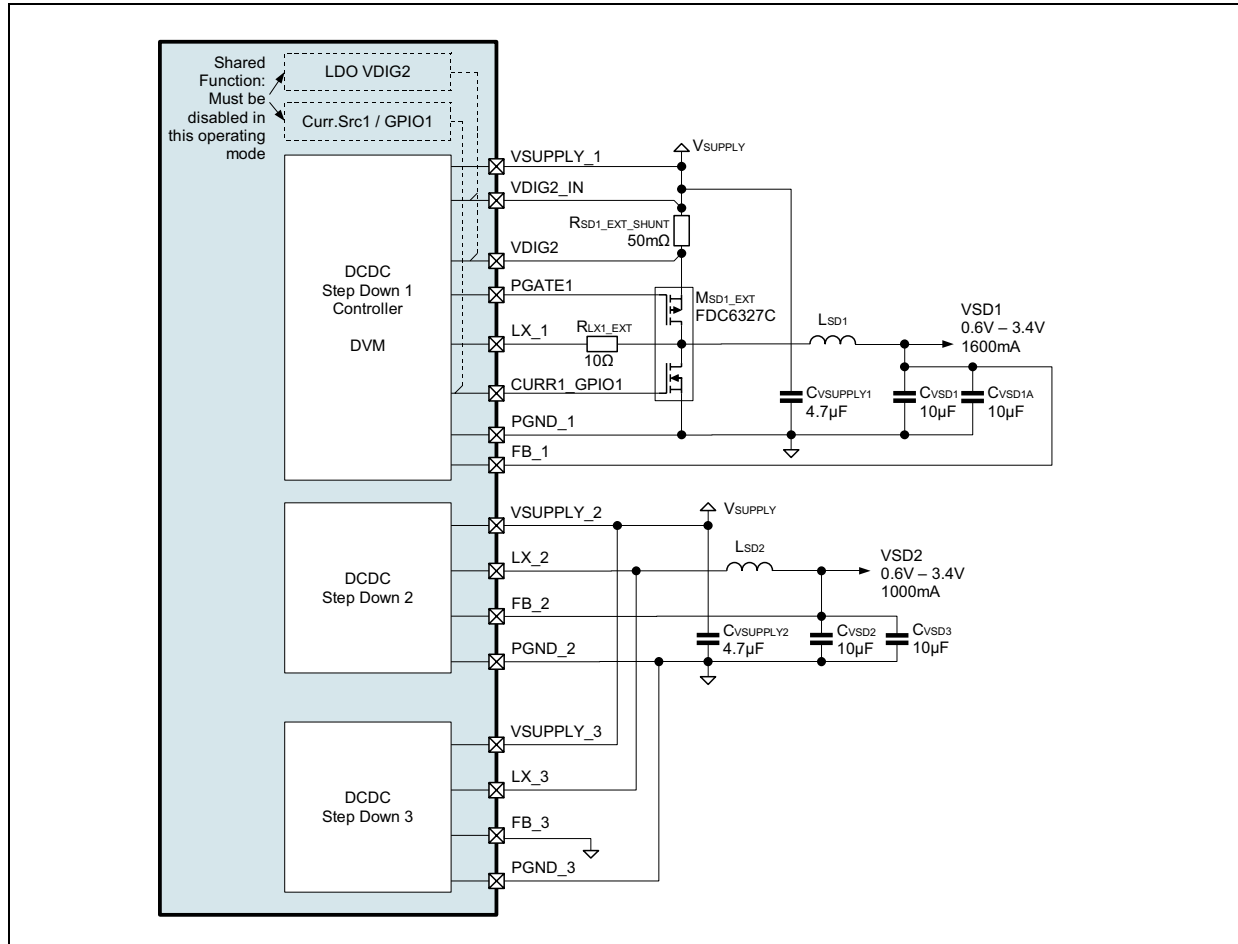 Shared
Function:
Must be
disabled in
this operating
mode
LDO VDIG2
Curr.Src1 / GPIO1
DCDC
Step Down 1
Controller
DVM
VSUPPLY_1
VDIG2_IN
VDIG2
PGATE1
LX_1
CURR1_GPIO1
PGND_1
FB_1
VSUPPLY
RSD1_EXT_SHUNT
50mΩ
MSD1_EXT
FDC6327C
RLX1_EXT
10Ω
LSD1
VSD1
0.6V – 3.4V
1600mA
CVSUPPLY1
4.7µF
CVSD1
10µF
CVSD1A
10µF
DCDC
Step Down 2
VSUPPLY_2
LX_2
FB_2
PGND_2
VSUPPLY
LSD2
VSD2
0.6V – 3.4V
1000mA
CVSUPPLY2
4.7µF
CVSD2
10µF
CVSD3
10µF
DCDC
Step Down 3
VSUPPLY_3
LX_3
FB_3
PGND_3